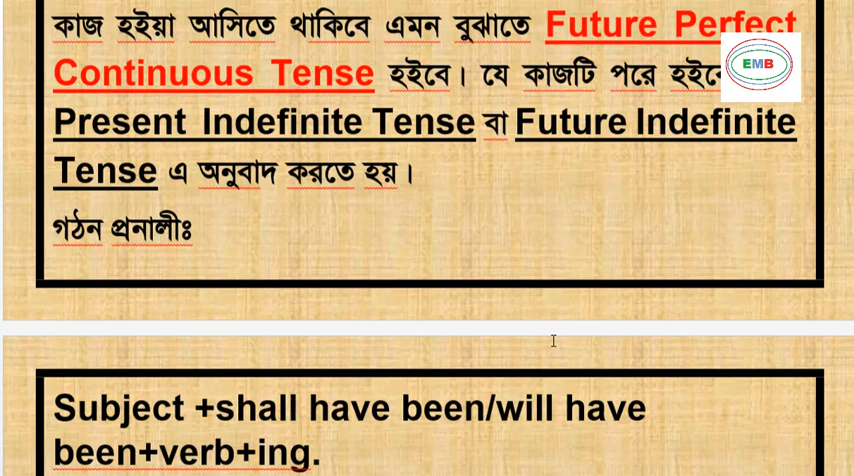 কাজ হইয়া আসিতে থাকিবে এমন বুঝাতে Future Perfect
Continuous Tense হইবে। যে কাজটি পরে
EMB
Present Indefinite Tense বা Future Indefinite
Tense এ অনুবাদ করতে হয়।
গঠন প্রনালীঃ
Subject +shall have been/will have
been+verb+ing.